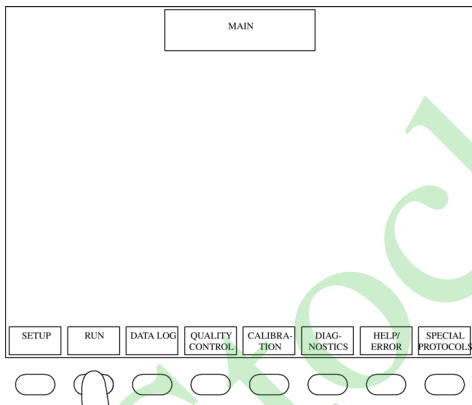 MAIN
SETUP
RUN
DATA LOG
QUALITY
CONTROL
CALIBRA-
TION
DIAG-
NOSTICS
HELP/
ERROR
SPECIAL
PROTOCOLS